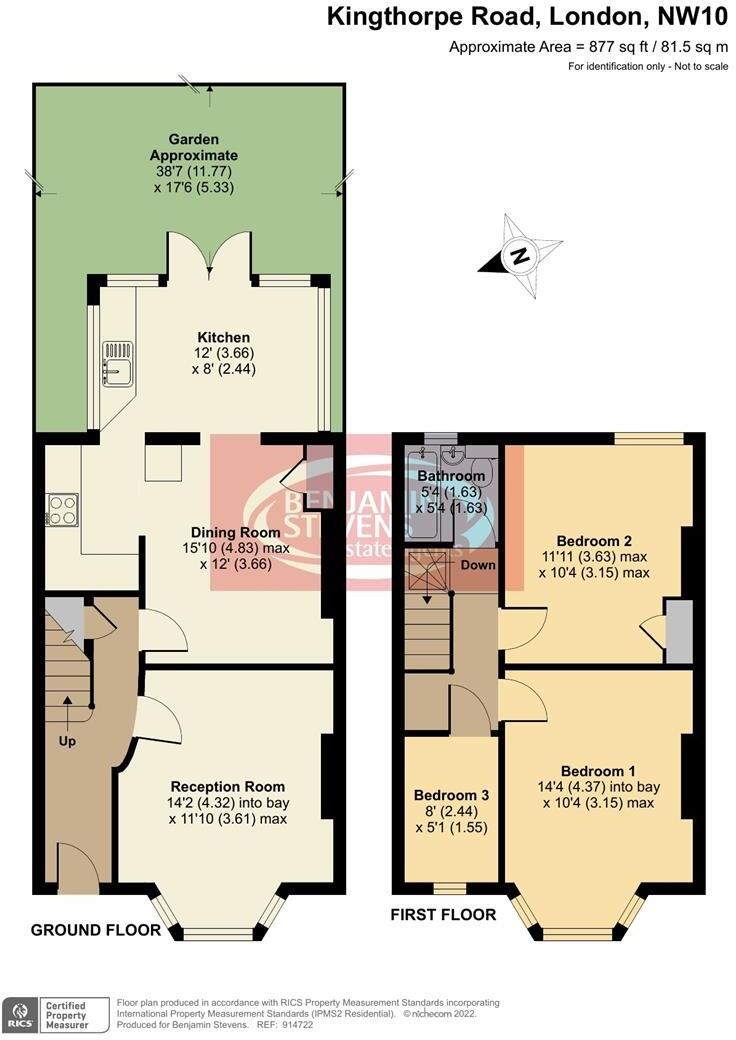 Kingthorpe Road, London, NW10
Approximate Area = 877 sq ft / 81.5 sq m
For identification only - Not to scale
Garden
Approximate
38'7 (11.77)
x 17'6 (5.33)
N
Kitchen
12' (3.66)
x 8' (2.44)
BENJAMIN
STEVENS
Dining Room
15'10 (4.83) max
x 12' (3.66)
Up
Reception Room
14'2 (4.32) into bay
x 11'10 (3.61) max
GROUND FLOOR
Bathroom
5'4 (1.63)
x 5'4 (1.63)
Down
Bedroom 2
11'11 (3.63) max
x 10'4 (3.15) max
Bedroom 3
8' (2.44)
x 5'1 (1.55)
Bedroom 1
14'4 (4.37) into bay
x 10'4 (3.15) max
FIRST FLOOR
RICS
Certified
Property
Measurer
Floor plan produced in accordance with RICS Property Measurement Standards incorporating
International Property Measurement Standards (IPMS2 Residential). © nichecom 2022.
Produced for Benjamin Stevens. REF: 914722